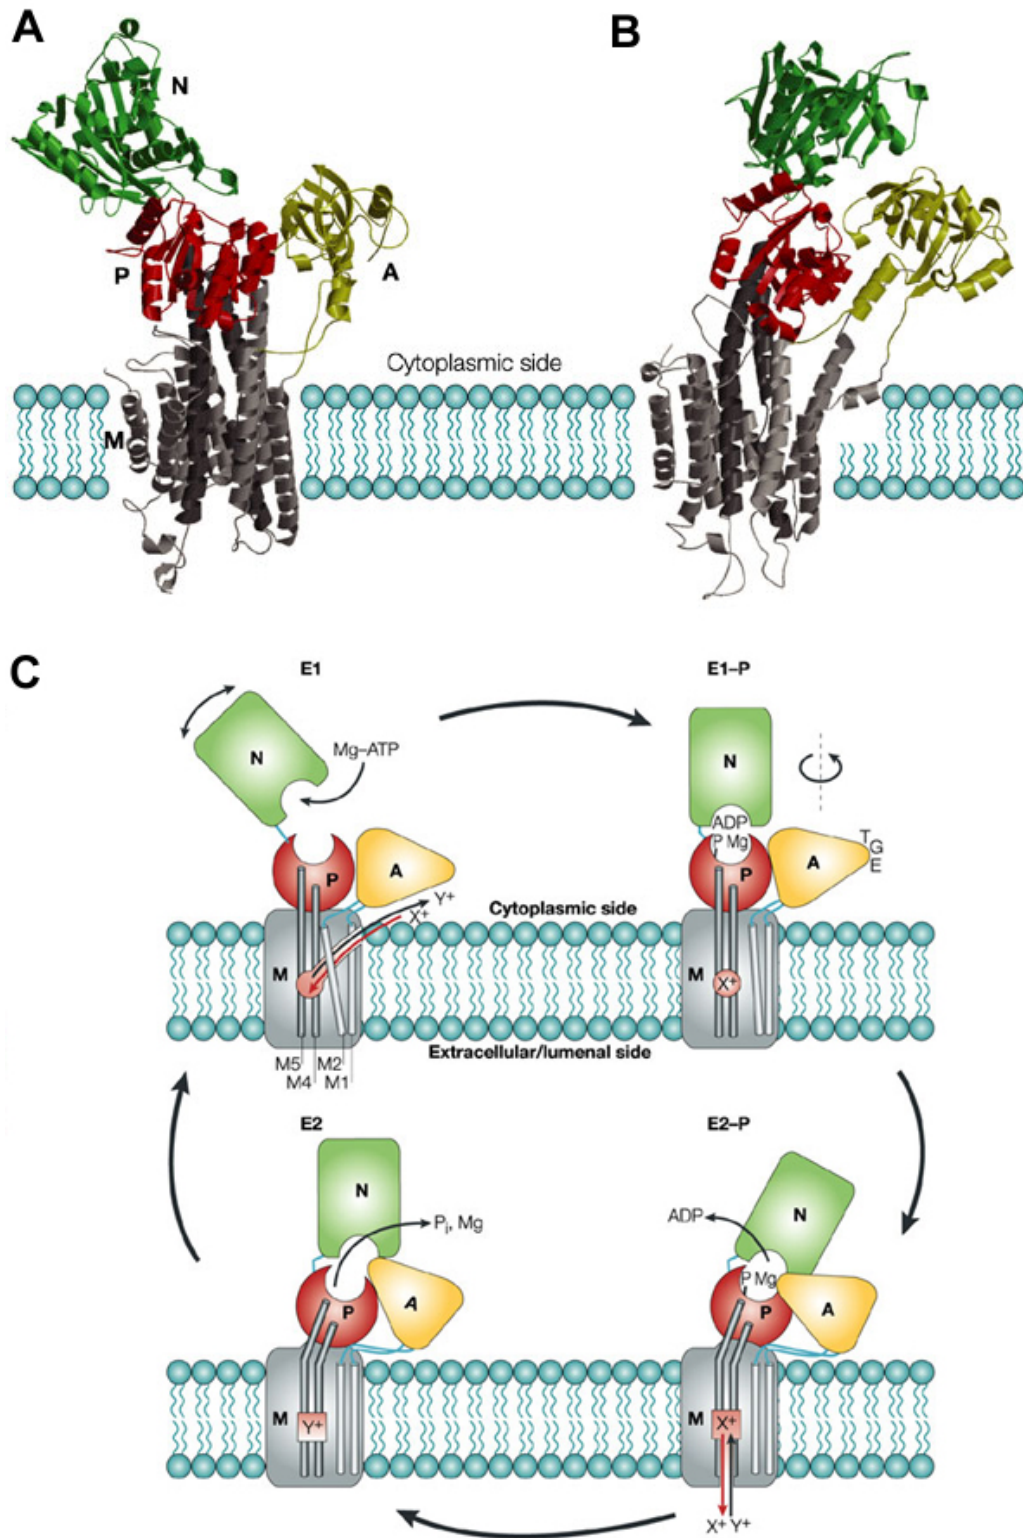 A
B
N
P
A
Cytoplasmic side
M
C
E1
E1–P
N
Mg–ATP
N
ADP
P Mg
P
A
P
A
T
G
E
Y⁺
X⁺
Cytoplasmic side
M
M
X⁺
Extracellular/lumenal side
M5
M2
M4
M1
E2
E2–P
N
Pᵢ, Mg
ADP
N
P Mg
P
A
P
A
M
Y⁺
M
X⁺
X⁺ Y⁺